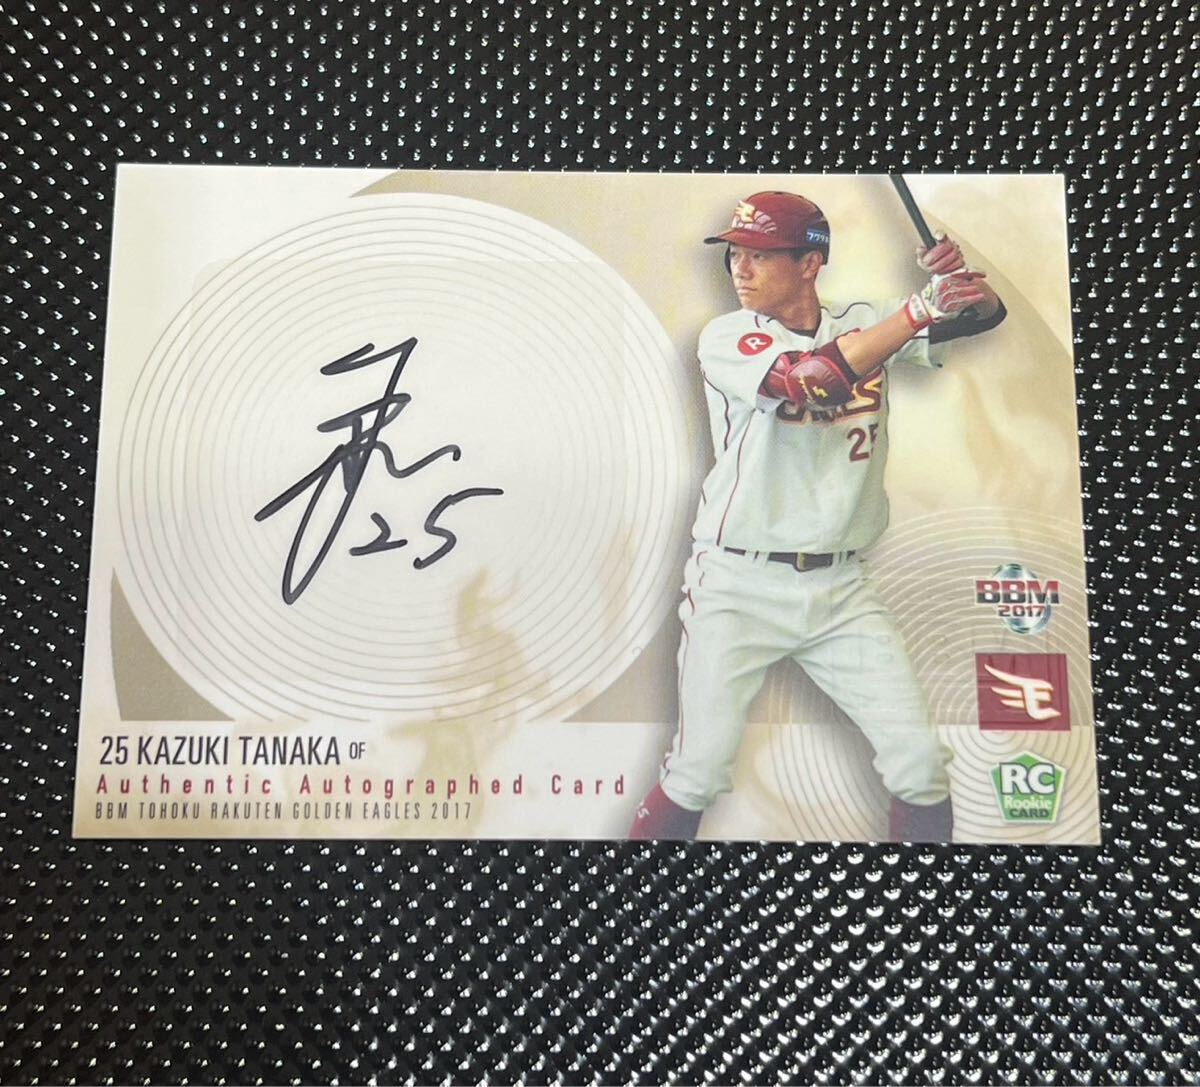 25
25 KAZUKI TANAKA OF
Authentic Autographed Card
BBM TOHOKU RAKUTEN GOLDEN EAGLES 2017
R
25
BBM
2017
E
RC
Rookie
CARD